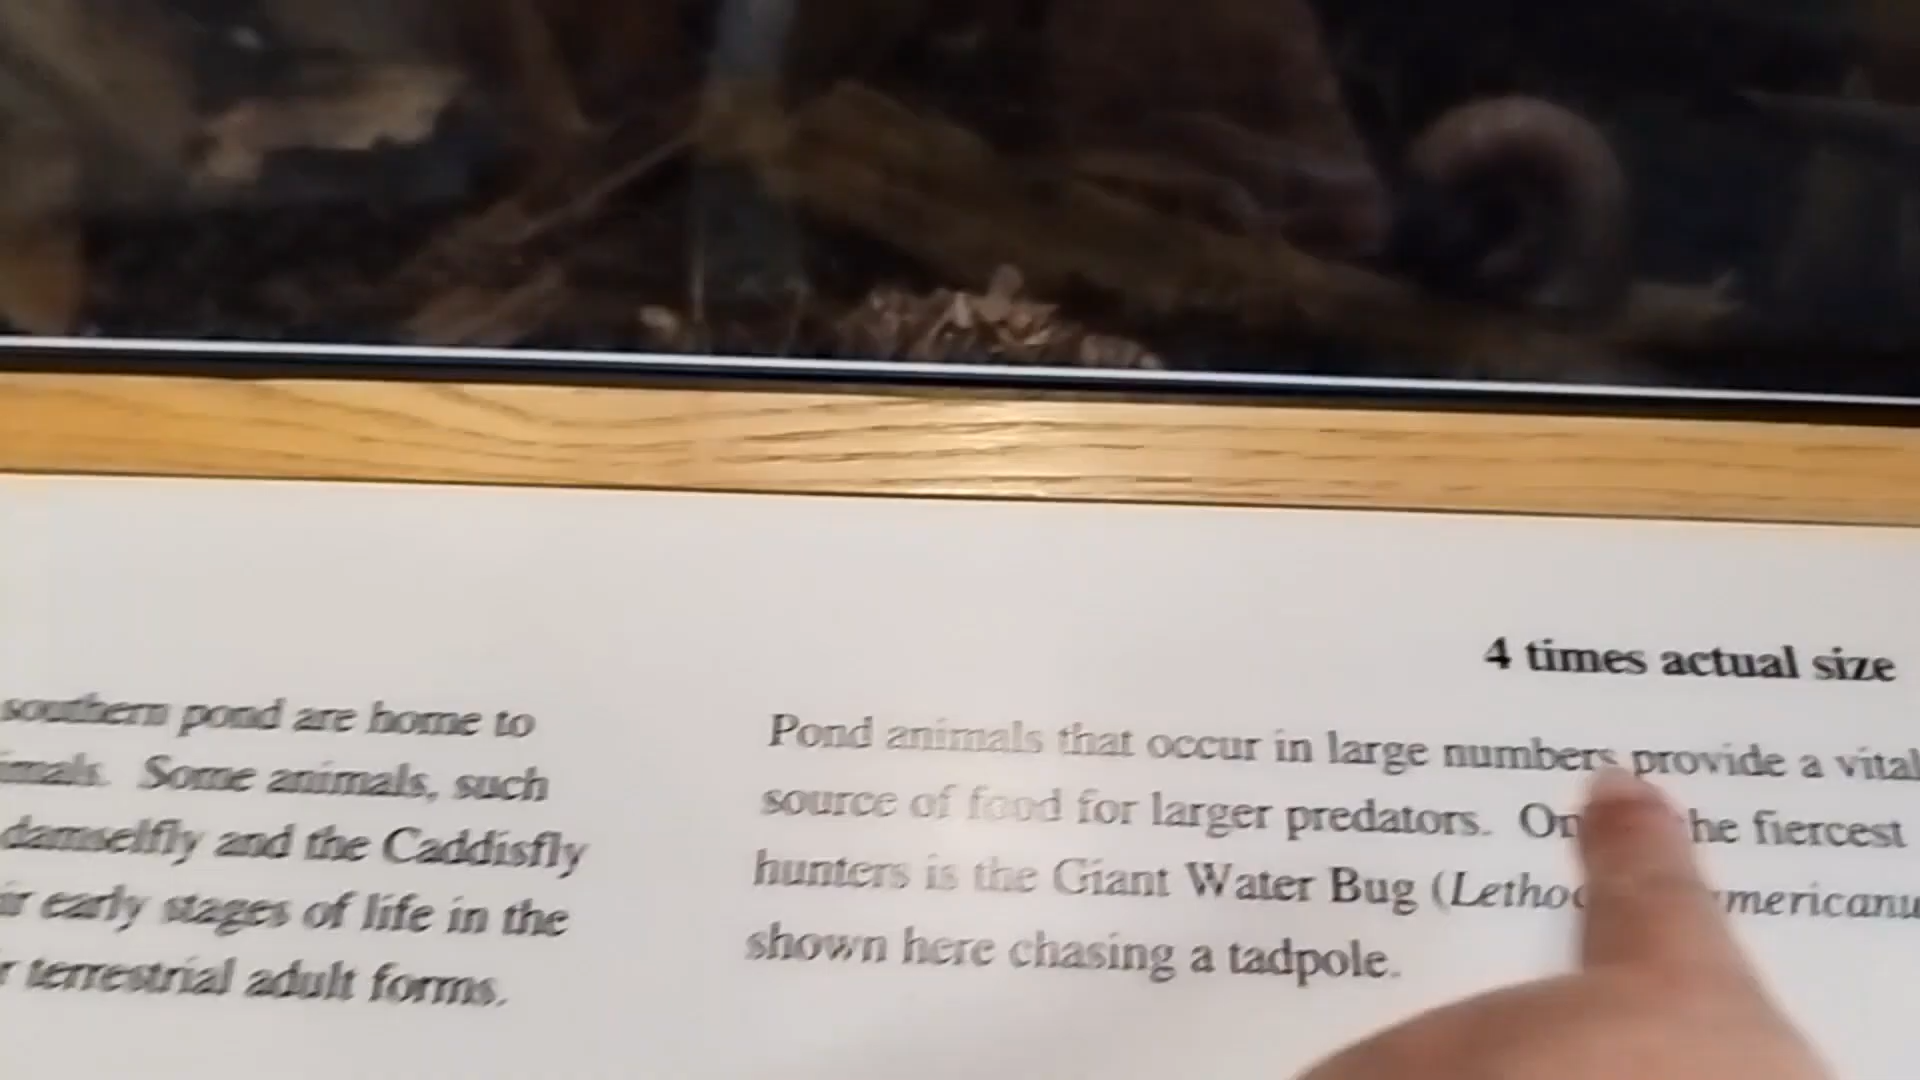 4 times actual size
southern pond are home to
Some animals, such
damselfly and the Caddisfly
early stages of life in the
terrestrial adult forms.
Pond animals that occur in large numbers provide a vital
source of food for larger predators. he fiercest
hunters is the Giant Water Bug (
shown here chasing a tadpole.